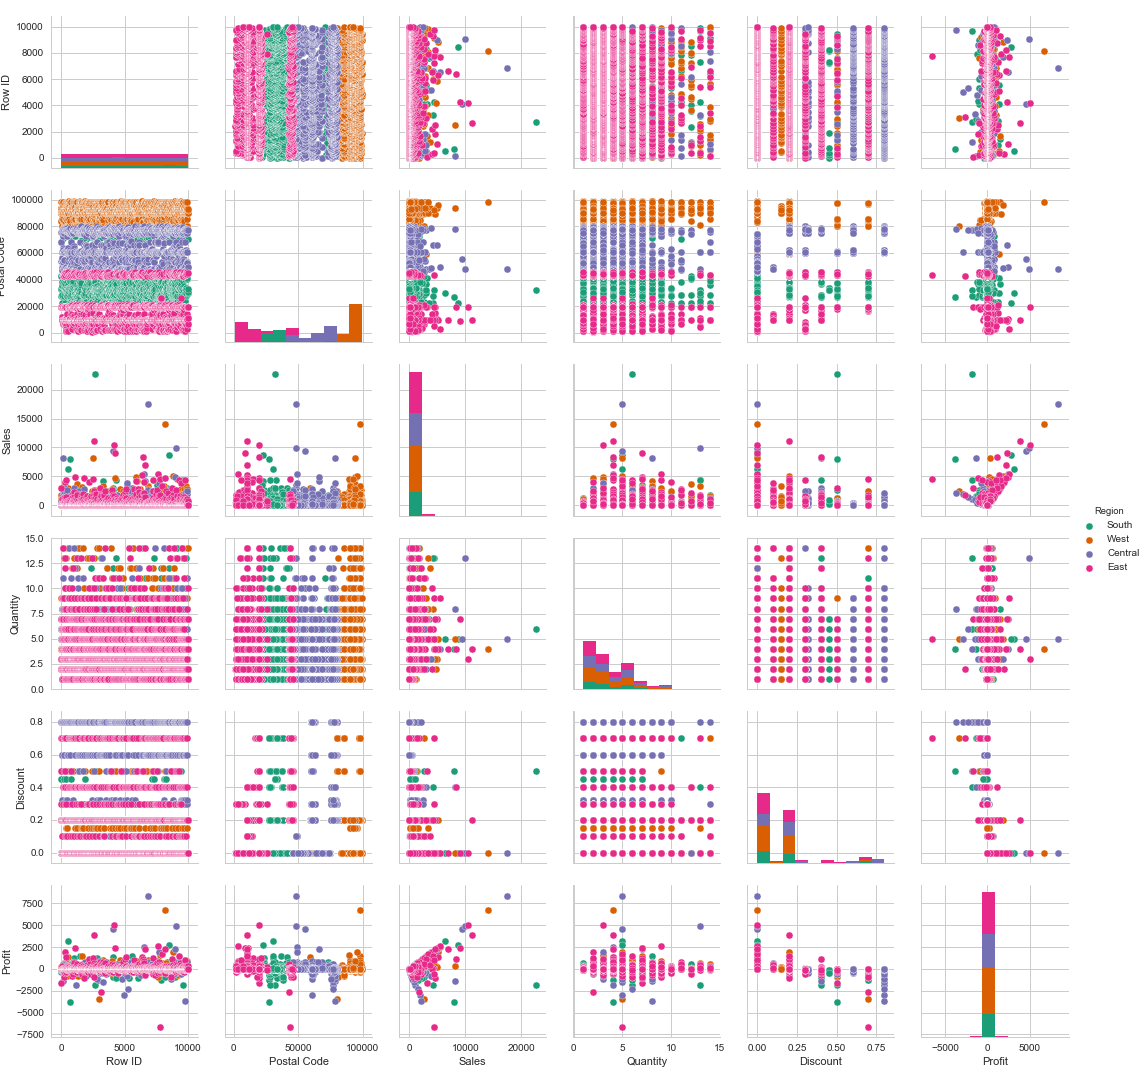 10000
8000
6000
4000
2000
0
Row ID
100000
80000
60000
40000
20000
0
Postal Code
20000
15000
10000
5000
0
Sales
Region
South
West
Central
East
15.0
12.5
10.0
7.5
5.0
2.5
0.0
Quantity
0.8
0.6
0.4
0.2
0.0
Discount
7500
5000
2500
0
−2500
−5000
−7500
Profit
0 10000 0 100000 0 20000 0 5 10 15 0.00 0.25 0.50 0.75 −5000 0 5000
Row ID Postal Code Sales Quantity Discount Profit